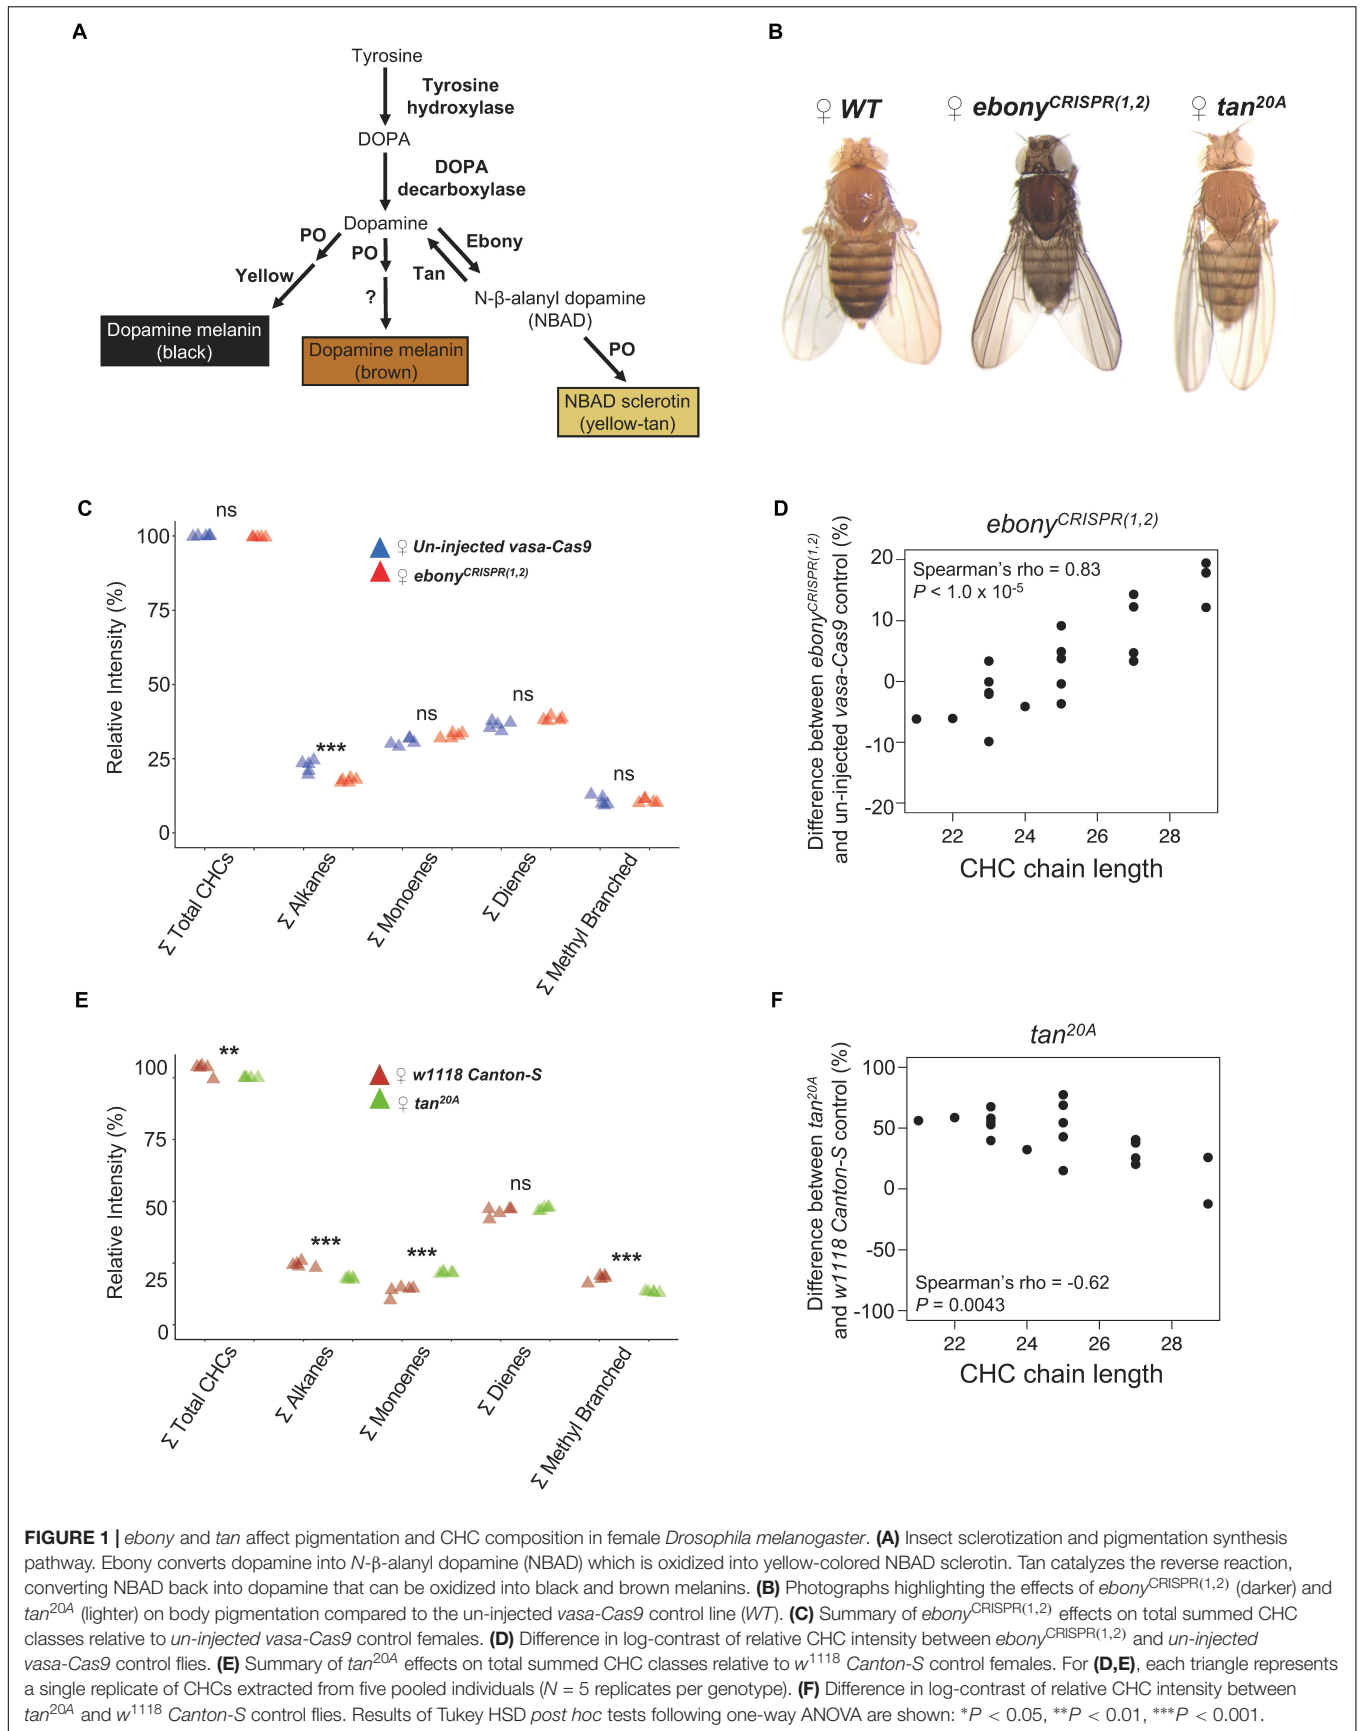 A
Tyrosine
Tyrosine
hydroxylase
DOPA
DOPA
decarboxylase
Dopamine
PO
PO
Ebony
Yellow
Tan
?
N-β-alanyl dopamine
(NBAD)
Dopamine melanin
(black)
Dopamine melanin
(brown)
PO
NBAD sclerotin
(yellow-tan)
B
♀ WT
♀ ebonyCRISPR(1,2)
♀ tan20A
C
ns
100
75
50
25
0
Relative Intensity (%)
♀ Un-injected vasa-Cas9
♀ ebonyCRISPR(1,2)
***
ns
ns
ns
Σ Total CHCs
Σ Alkanes
Σ Monoenes
Σ Dienes
Σ Methyl Branched
D
ebonyCRISPR(1,2)
Difference between ebonyCRISPR(1,2)
and un-injected vasa-Cas9 control (%)
Spearman's rho = 0.83
P < 1.0 x 10-5
20
10
0
-10
-20
22 24 26 28
CHC chain length
E
**
100
75
50
25
0
Relative Intensity (%)
♀ w1118 Canton-S
♀ tan20A
***
***
ns
***
Σ Total CHCs
Σ Alkanes
Σ Monoenes
Σ Dienes
Σ Methyl Branched
F
tan20A
Difference between tan20A
and w1118 Canton-S control (%)
100
50
0
-50
-100
Spearman's rho = -0.62
P = 0.0043
22 24 26 28
CHC chain length
FIGURE 1 | ebony and tan affect pigmentation and CHC composition in female Drosophila melanogaster. (A) Insect sclerotization and pigmentation synthesis
pathway. Ebony converts dopamine into N-β-alanyl dopamine (NBAD) which is oxidized into yellow-colored NBAD sclerotin. Tan catalyzes the reverse reaction,
converting NBAD back into dopamine that can be oxidized into black and brown melanins. (B) Photographs highlighting the effects of ebonyCRISPR(1,2) (darker) and
tan20A (lighter) on body pigmentation compared to the un-injected vasa-Cas9 control line (WT). (C) Summary of ebonyCRISPR(1,2) effects on total summed CHC
classes relative to un-injected vasa-Cas9 control females. (D) Difference in log-contrast of relative CHC intensity between ebonyCRISPR(1,2) and un-injected
vasa-Cas9 control flies. (E) Summary of tan20A effects on total summed CHC classes relative to w1118 Canton-S control females. For (D,E), each triangle represents
a single replicate of CHCs extracted from five pooled individuals (N = 5 replicates per genotype). (F) Difference in log-contrast of relative CHC intensity between
tan20A and w1118 Canton-S control flies. Results of Tukey HSD post hoc tests following one-way ANOVA are shown: *P < 0.05, **P < 0.01, ***P < 0.001.